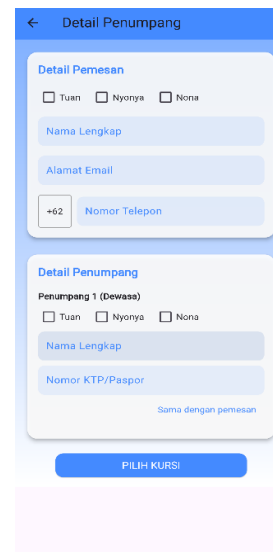 Detail Penumpang
Detail Pemesan
Tuan Nyonya Nona
Nama Lengkap
Alamat Email
+62 Nomor Telepon
Detail Penumpang
Penumpang 1 (Dewasa)
Tuan Nyonya Nona
Nama Lengkap
Nomor KTP/Paspor
Sama dengan pemesan
PILIH KURSI